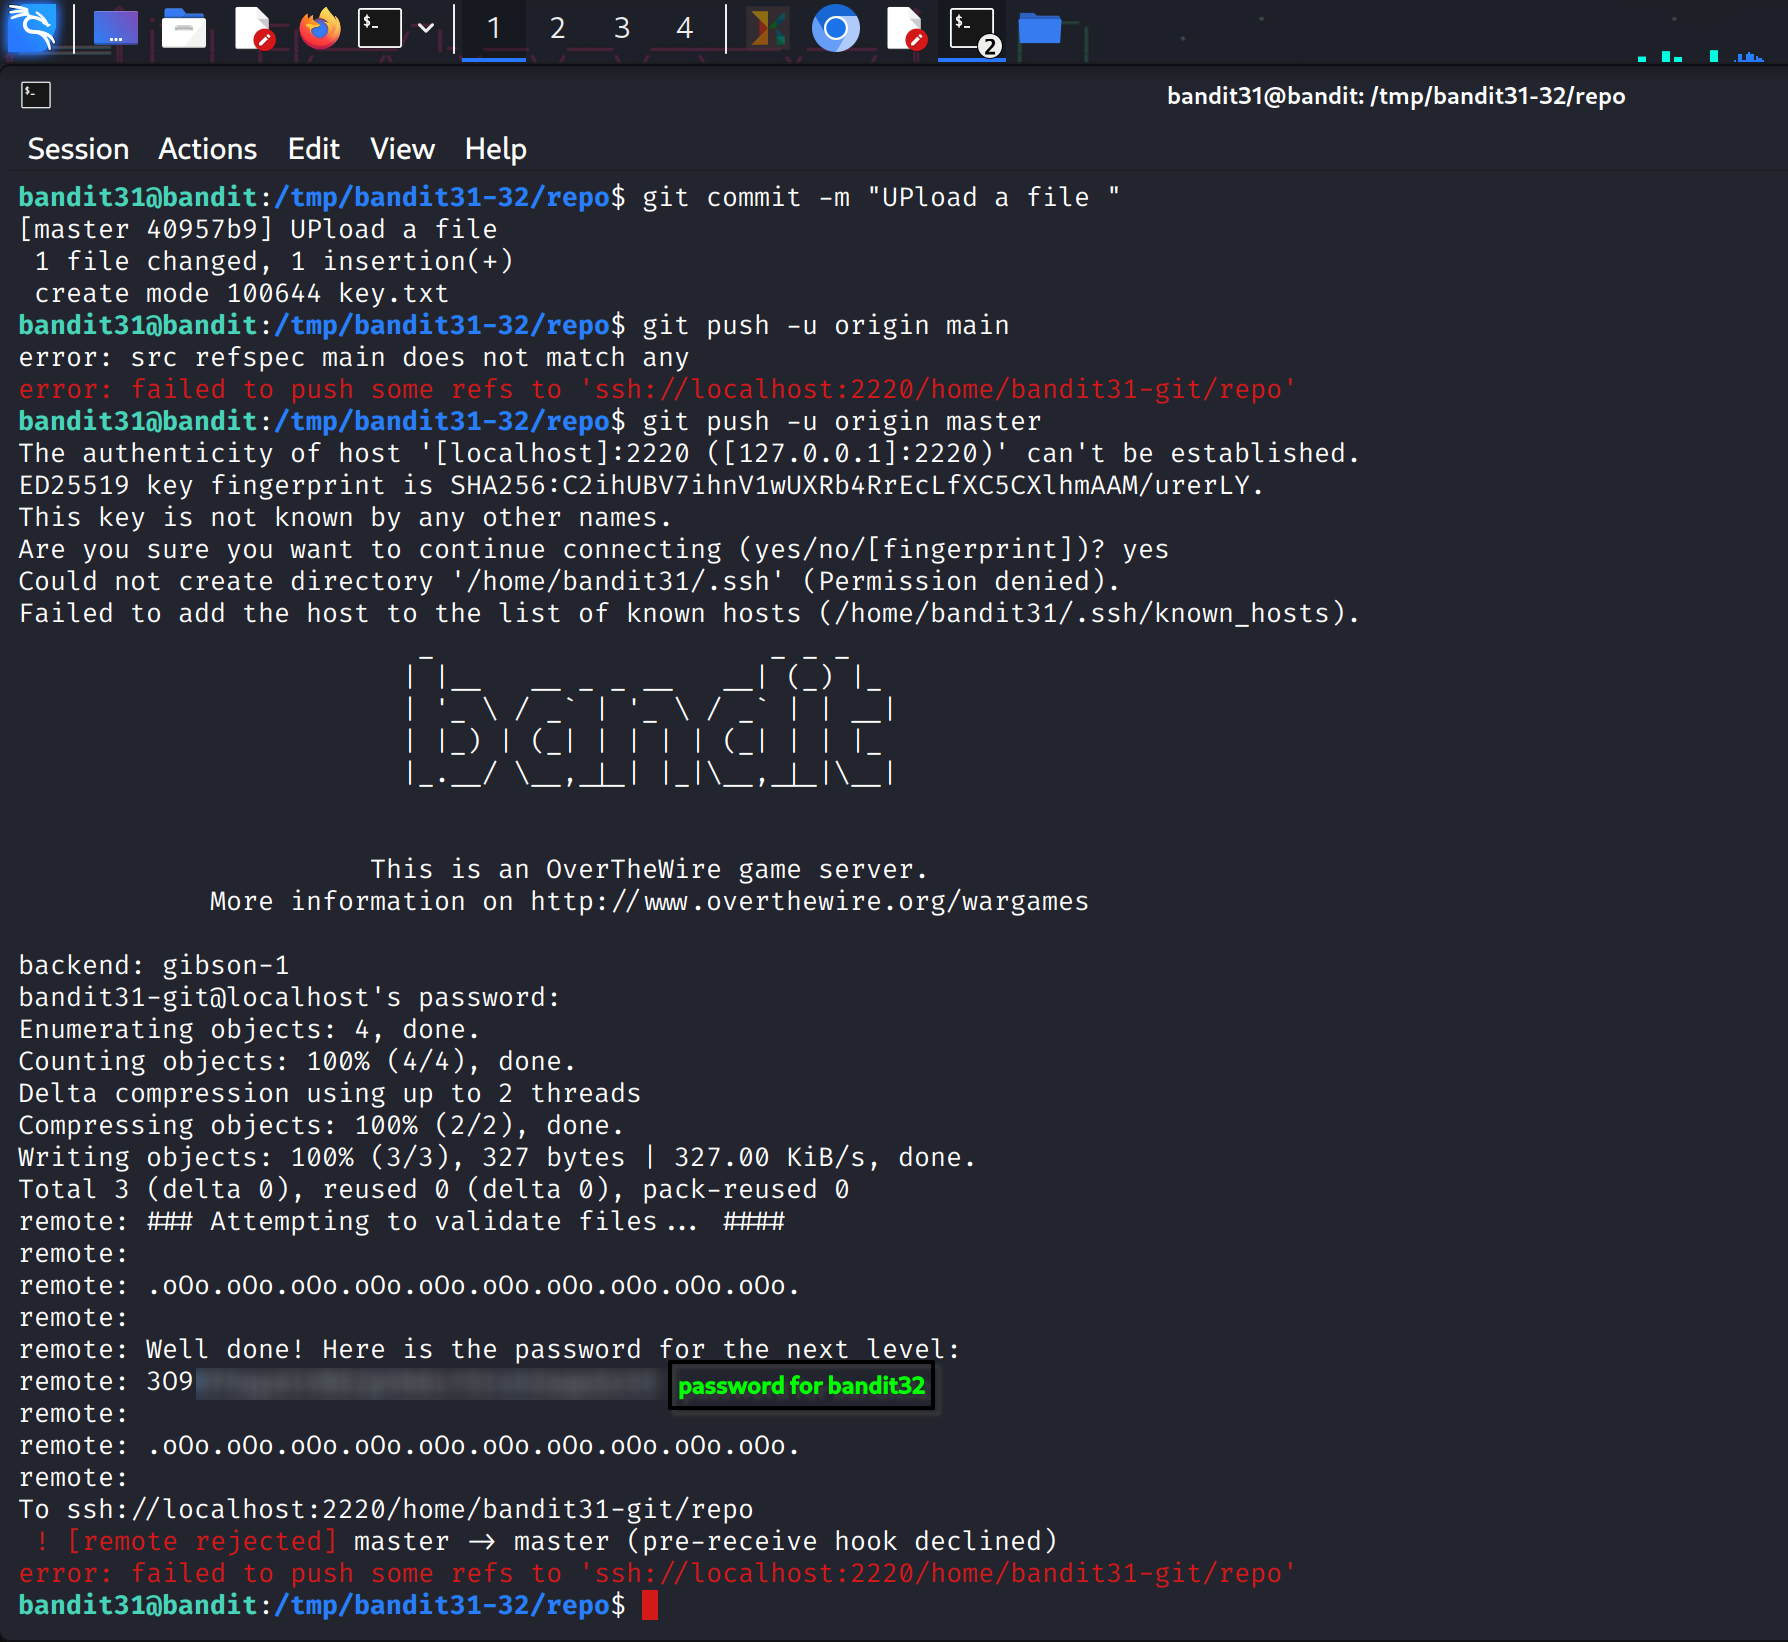 1 2 3 4
2
bandit31@bandit: /tmp/bandit31-32/repo
Session Actions Edit View Help
bandit31@bandit:/tmp/bandit31-32/repo$ git commit -m "UPload a file "
[master 40957b9] UPload a file
 1 file changed, 1 insertion(+)
 create mode 100644 key.txt
bandit31@bandit:/tmp/bandit31-32/repo$ git push -u origin main
error: src refspec main does not match any
error: failed to push some refs to 'ssh://localhost:2220/home/bandit31-git/repo'
bandit31@bandit:/tmp/bandit31-32/repo$ git push -u origin master
The authenticity of host '[localhost]:2220 ([127.0.0.1]:2220)' can't be established.
ED25519 key fingerprint is SHA256:C2ihUBV7ihnV1wUXRb4RrEcLfXC5CXlhmAAM/urerLY.
This key is not known by any other names.
Are you sure you want to continue connecting (yes/no/[fingerprint])? yes
Could not create directory '/home/bandit31/.ssh' (Permission denied).
Failed to add the host to the list of known hosts (/home/bandit31/.ssh/known_hosts).
                         _                     _ _ _
                        | |__   __ _ _ __   __| (_) |_
                        | '_ \ / _` | '_ \ / _` | | __|
                        | |_) | (_| | | | | (_| | | |_
                        |_.__/ \__,_|_| |_|\__,_|_|\__|
This is an OverTheWire game server.
More information on http://www.overthewire.org/wargames
backend: gibson-1
bandit31-git@localhost's password:
Enumerating objects: 4, done.
Counting objects: 100% (4/4), done.
Delta compression using up to 2 threads
Compressing objects: 100% (2/2), done.
Writing objects: 100% (3/3), 327 bytes | 327.00 KiB/s, done.
Total 3 (delta 0), reused 0 (delta 0), pack-reused 0
remote: ### Attempting to validate files... ####
remote:
remote: .oOo.oOo.oOo.oOo.oOo.oOo.oOo.oOo.oOo.oOo.
remote:
remote: Well done! Here is the password for the next level:
remote: 3O9 password for bandit32
remote:
remote: .oOo.oOo.oOo.oOo.oOo.oOo.oOo.oOo.oOo.oOo.
remote:
To ssh://localhost:2220/home/bandit31-git/repo
 ! [remote rejected] master -> master (pre-receive hook declined)
error: failed to push some refs to 'ssh://localhost:2220/home/bandit31-git/repo'
bandit31@bandit:/tmp/bandit31-32/repo$